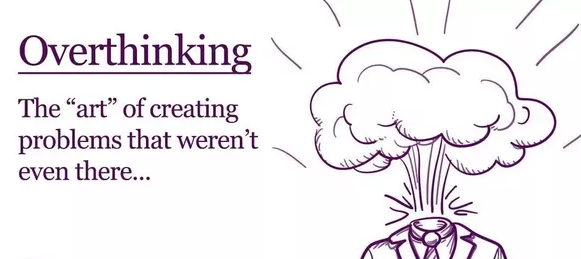 Overthinking
The “art” of creating
problems that weren’t
even there...